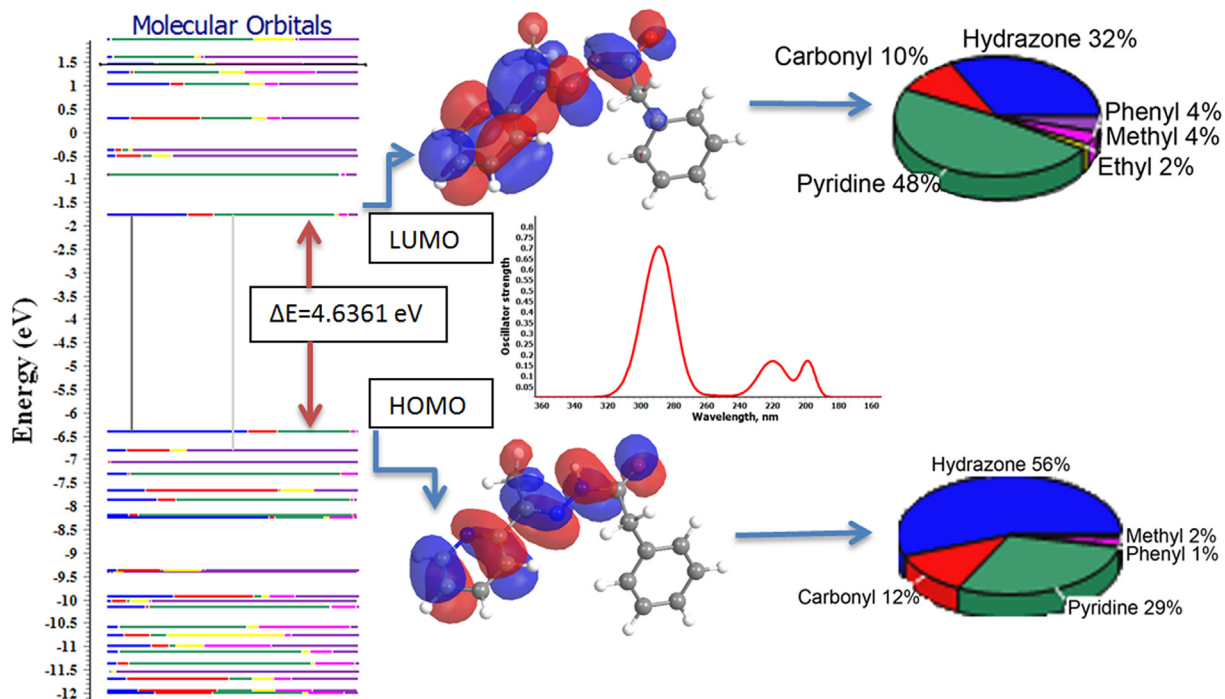 Molecular Orbitals
Energy (eV)
1.5
1
0.5
0
-0.5
-1
-1.5
-2
-2.5
-3
-3.5
-4
-4.5
-5
-5.5
-6
-6.5
-7
-7.5
-8
-8.5
-9
-9.5
-10
-10.5
-11
-11.5
-12
LUMO
ΔE=4.6361 eV
HOMO
Carbonyl 10%
Hydrazone 32%
Phenyl 4%
Methyl 4%
Ethyl 2%
Pyridine 48%
Oscillator strength
0.8
0.7
0.65
0.6
0.55
0.5
0.45
0.4
0.35
0.3
0.25
0.2
0.15
0.1
0.05
360 340 320 300 280 260 240 220 200 180 160
Wavelength, nm
Hydrazone 56%
Methyl 2%
Phenyl 1%
Carbonyl 12%
Pyridine 29%